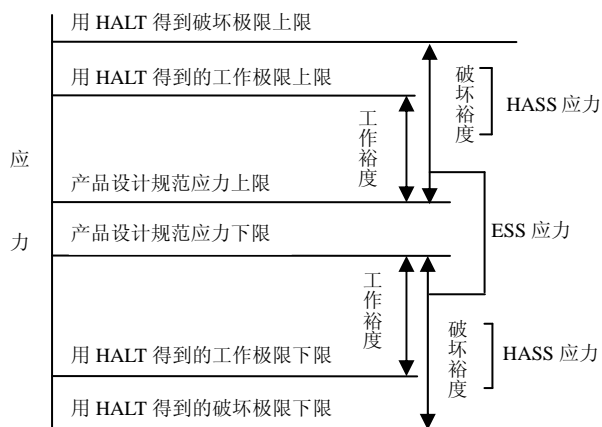 用 HALT 得到破坏极限上限
用 HALT 得到的工作极限上限
破坏裕度
HASS 应力
工作裕度
应力
产品设计规范应力上限
产品设计规范应力下限
ESS 应力
工作裕度
破坏裕度
HASS 应力
用 HALT 得到的工作极限下限
用 HALT 得到的破坏极限下限